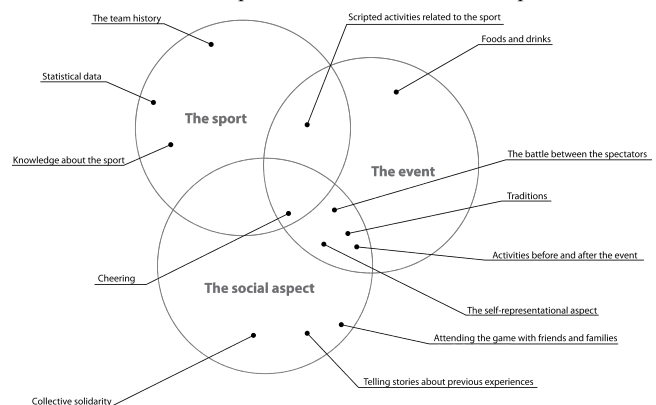 The team history
Scripted activities related to the sport
Foods and drinks
Statistical data
The sport
Knowledge about the sport
The battle between the spectators
The event
Traditions
Activities before and after the event
Cheering
The social aspect
The self-representational aspect
Attending the game with friends and families
Telling stories about previous experiences
Collective solidarity